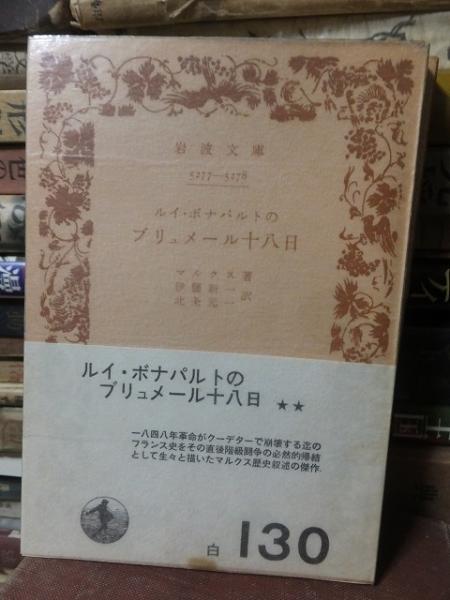 岩波文庫
5277—5278
ルイ・ボナパルトの
ブリュメール十八日
マルクス著
伊藤新一
北条元一訳
ルイ・ボナパルトの
ブリュメール十八日 ★★
一八四八年革命がクーデターで崩壊する迄の
フランス史をその直後階級闘争の必然的帰結
として生々と描いたマルクス歴史叙述の傑作.
白 130